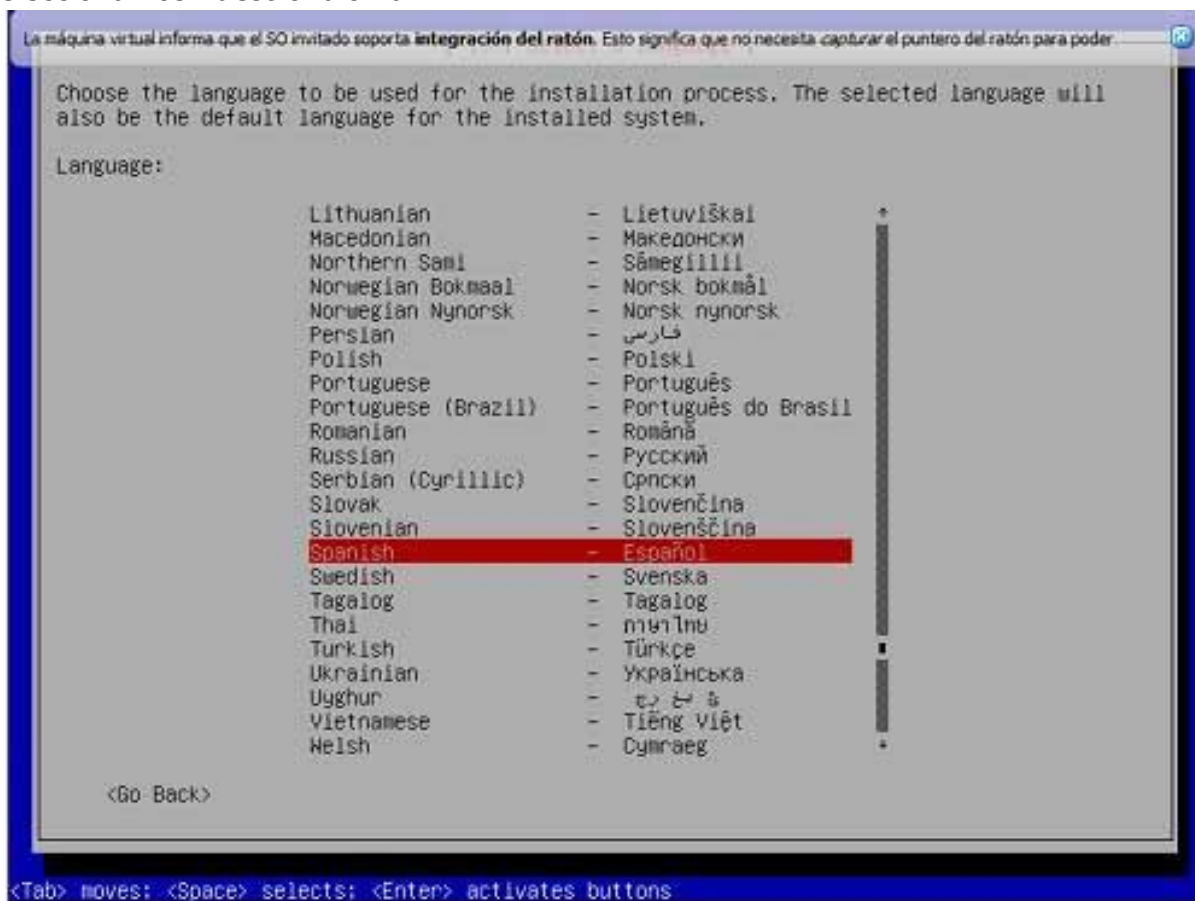 La máquina virtual informa que el SO invitado soporta integración del ratón. Esto significa que no necesita capturar el puntero del ratón para poder
Choose the language to be used for the installation process. The selected language will
also be the default language for the installed system.
Language:
Lithuanian - Lietuviškai
Macedonian - Македонски
Northern Sami - Sámegillii
Norwegian Bokmaal - Norsk bokmål
Norwegian Nynorsk - Norsk nynorsk
Persian - فارسی
Polish - Polski
Portuguese - Português
Portuguese (Brazil) - Português do Brasil
Romanian - Română
Russian - Русский
Serbian (Cyrillic) - Српски
Slovak - Slovenčina
Slovenian - Slovenščina
Spanish - Español
Swedish - Svenska
Tagalog - Tagalog
Thai - ภาษาไทย
Turkish - Türkçe
Ukrainian - Українська
Uyghur -
Vietnamese - Tiếng Việt
Welsh - Cymraeg
<Go Back>
<Tab> moves; <Space> selects; <Enter> activates buttons